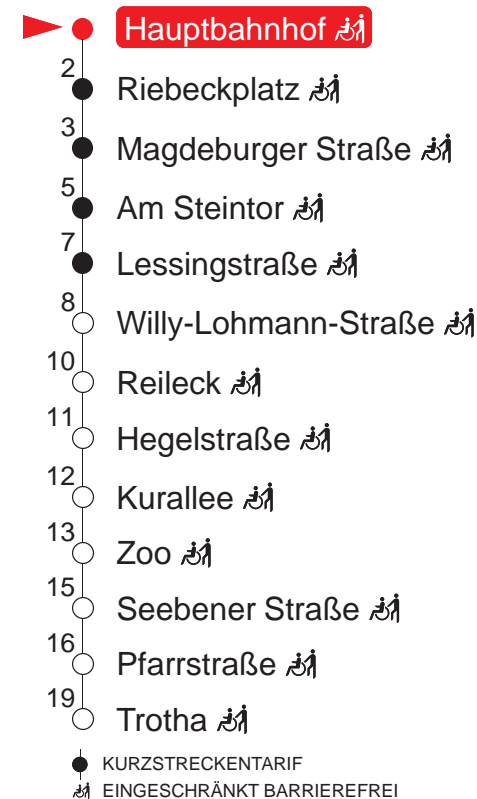 Hauptbahnhof
2
Riebeckplatz
3
Magdeburger Straße
5
Am Steintor
7
Lessingstraße
8
Willy-Lohmann-Straße
10
Reileck
11
Hegelstraße
12
Kurallee
13
Zoo
15
Seebener Straße
16
Pfarrstraße
19
Trotha
KURZSTRECKENTARIF
EINGESCHRÄNKT BARRIEREFREI